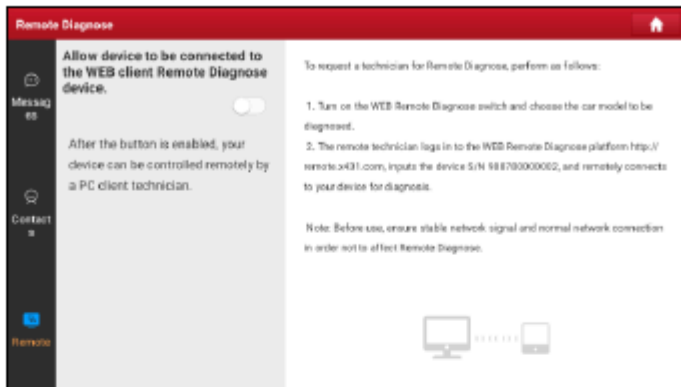 Remote Diagnose
Messag
es
Contact
s
Remote
Allow device to be connected to
the WEB client Remote Diagnose
device.
After the button is enabled, your
device can be controlled remotely by
a PC client technician.
To request a technician for Remote Diagnose, perform as follows:
1. Turn on the WEB Remote Diagnose switch and choose the car model to be
diagnosed.
2. The remote technician logs in to the WEB Remote Diagnose platform http://
remote.x431.com, inputs the device S/N 988700000002, and remotely connects
to your device for diagnosis.
Note: Before use, ensure stable network signal and normal network connection
in order not to affect Remote Diagnose.